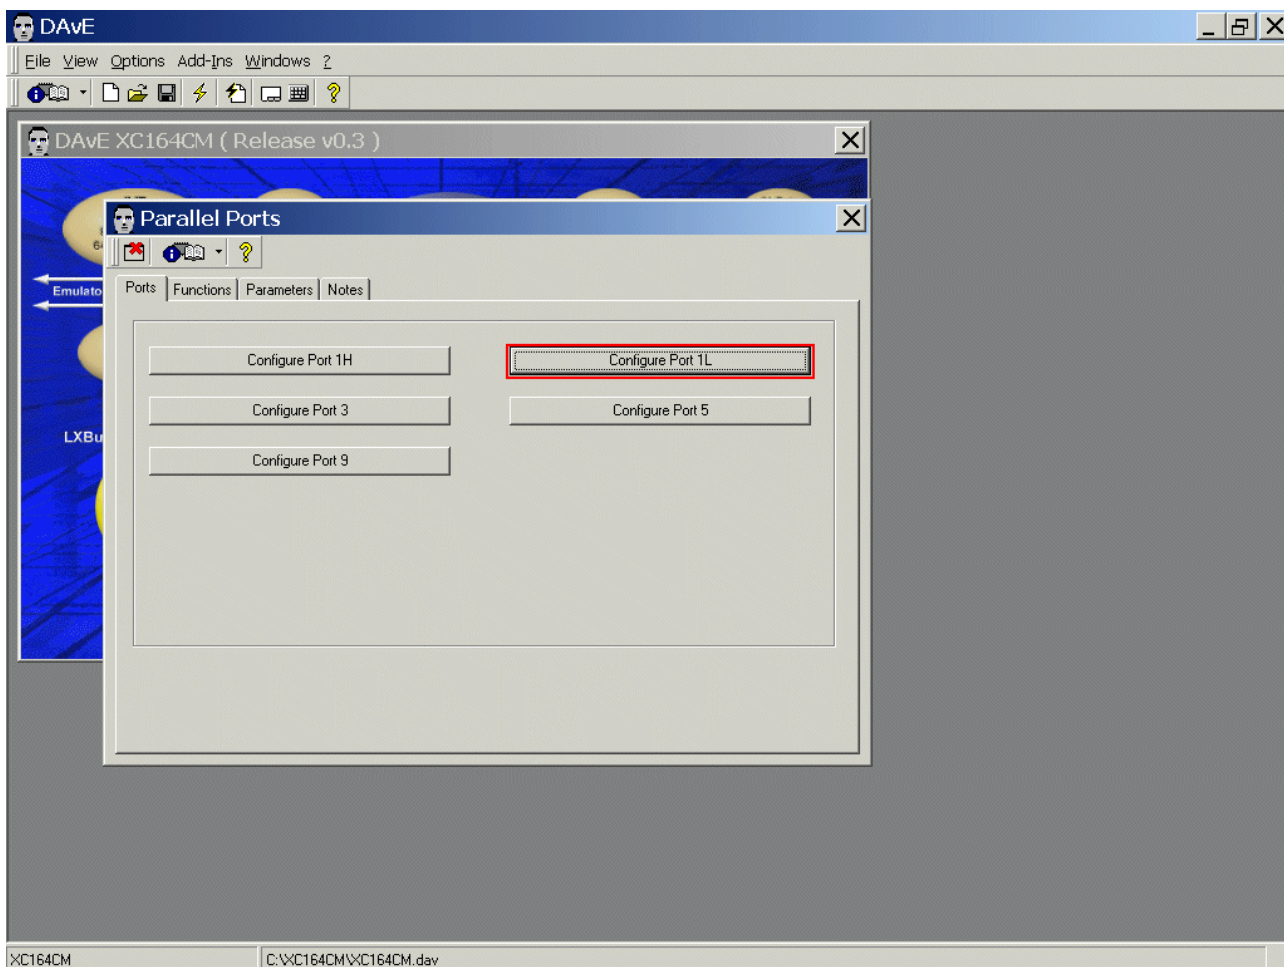 DAvE
File View Options Add-Ins Windows ?
DAvE XC164CM ( Release v0.3 )
Parallel Ports
Emulato
Ports Functions Parameters Notes
Configure Port 1H Configure Port 1L
Configure Port 3 Configure Port 5
LXBu
Configure Port 9
XC164CM C:\XC164CM\XC164CM.dav